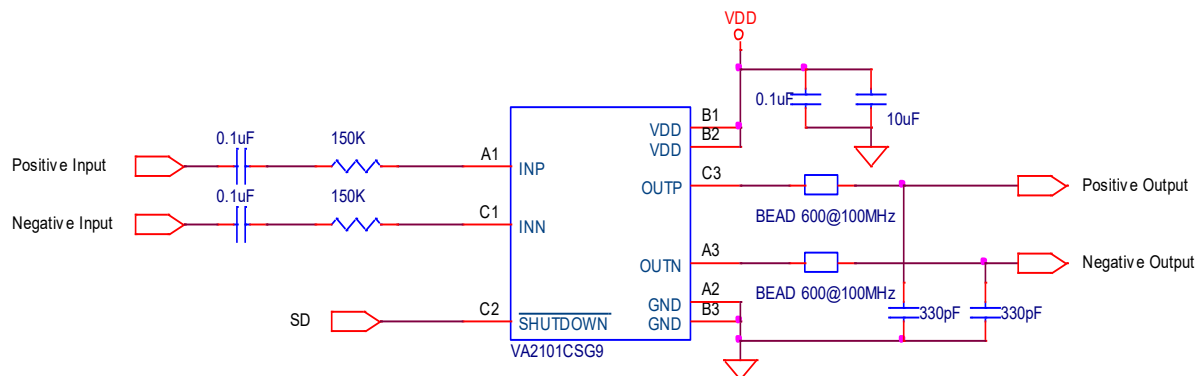 VDD
0.1uF
10uF
B1
VDD
B2
VDD
0.1uF
150K
Positive Input
A1
INP
C3
OUTP
Positive Output
BEAD 600@100MHz
0.1uF
150K
Negative Input
C1
INN
A3
OUTN
Negative Output
BEAD 600@100MHz
A2
GND
B3
GND
330pF
330pF
SD
C2
SHUTDOWN
VA2101CSG9